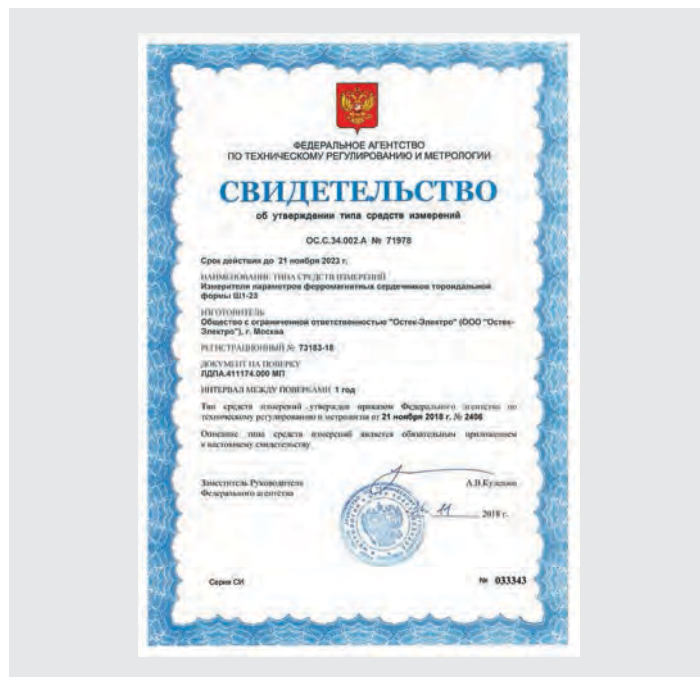 ФЕДЕРАЛЬНОЕ АГЕНТСТВО
ПО ТЕХНИЧЕСКОМУ РЕГУЛИРОВАНИЮ И МЕТРОЛОГИИ
СВИДЕТЕЛЬСТВО
об утверждении типа средств измерений
ОС.С.34.002.А № 71978
Срок действия до 21 ноября 2023 г.
НАИМЕНОВАНИЕ ТИПА СРЕДСТВ ИЗМЕРЕНИЙ
Измерители параметров ферромагнитных сердечников тороидальной
формы Ш1-23
ИЗГОТОВИТЕЛЬ
Общество с ограниченной ответственностью "Остек-Электро" (ООО "Остек-
Электро"), г. Москва
РЕГИСТРАЦИОННЫЙ № 73183-18
ДОКУМЕНТ НА ПОВЕРКУ
ЛДПА.411174.000 МП
ИНТЕРВАЛ МЕЖДУ ПОВЕРКАМИ 1 год
Тип средств измерений утвержден приказом Федерального агентства по
техническому регулированию и метрологии от 21 ноября 2018 г. № 2406
Описание типа средств измерений является обязательным приложением
к настоящему свидетельству.
Заместитель Руководителя
Федерального агентства
А.В.Кулешов
11
2018 г.
Серия СИ
№ 033343